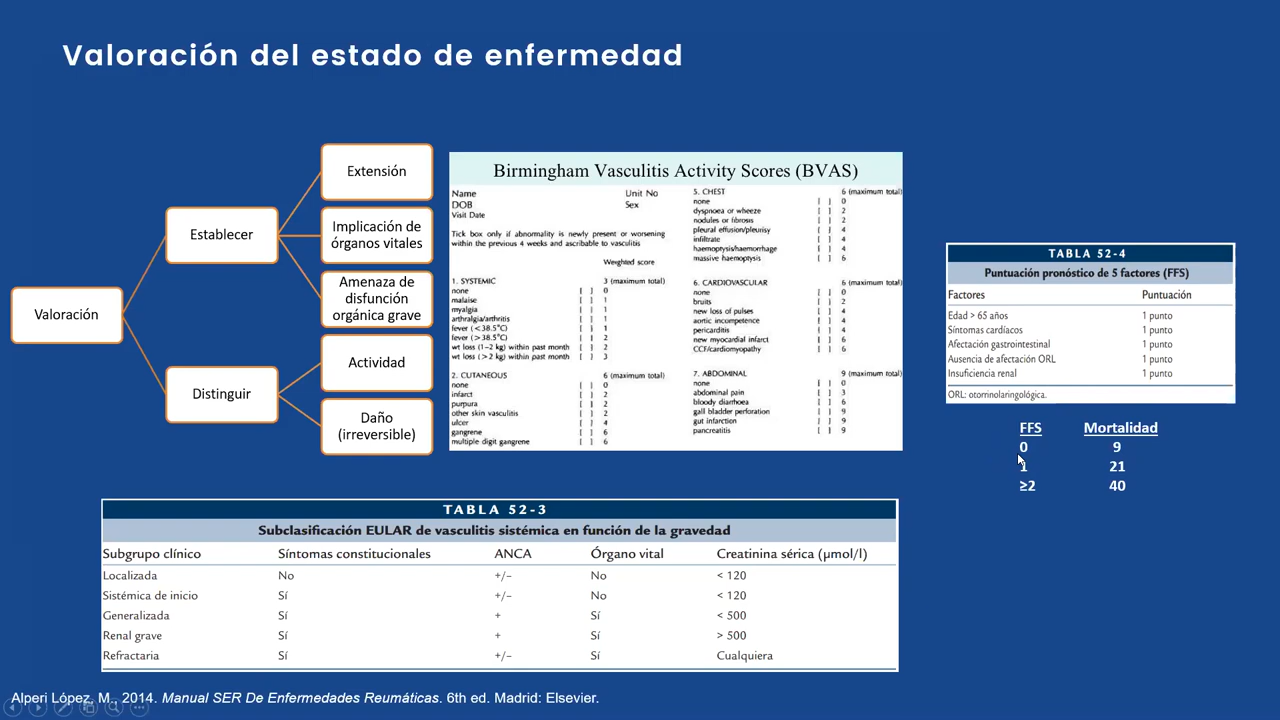 Valoración del estado de enfermedad
Valoración
Establecer
Distinguir
Extensión
Implicación de
órganos vitales
Amenaza de
disfunción
orgánica grave
Actividad
Daño
(irreversible)
Birmingham Vasculitis Activity Scores (BVAS)
Name Unit No
DOB Sex
Visit Date
Tick box only if abnormality is newly present or worsening
within the previous 4 weeks and ascribable to vasculitis
Weighted score
1. SYSTEMIC 3 (maximum total)
none [ ] 0
malaise [ ] 1
myalgia [ ] 1
arthralgia/arthritis [ ] 1
fever (<38.5°C) [ ] 1
fever (>38.5°C) [ ] 2
wt loss (1–2 kg) within past month [ ] 2
wt loss (>2 kg) within past month [ ] 3
2. CUTANEOUS 6 (maximum total)
none [ ] 0
infarct [ ] 2
purpura [ ] 2
other skin vasculitis [ ] 2
ulcer [ ] 4
gangrene [ ] 6
multiple digit gangrene [ ] 6
5. CHEST 6 (maximum total)
none [ ] 0
dyspnoea or wheeze [ ] 2
nodules or fibrosis [ ] 2
pleural effusion/pleurisy [ ] 4
infiltrate [ ] 4
haemoptysis/haemorrhage [ ] 4
massive haemoptysis [ ] 6
6. CARDIOVASCULAR 6 (maximum total)
none [ ] 0
bruits [ ] 2
new loss of pulses [ ] 4
aortic incompetence [ ] 4
pericarditis [ ] 4
new myocardial infarct [ ] 6
CCF/cardiomyopathy [ ] 6
7. ABDOMINAL 9 (maximum total)
none [ ] 0
abdominal pain [ ] 3
bloody diarrhoea [ ] 6
gall bladder perforation [ ] 9
gut infarction [ ] 9
pancreatitis [ ] 9
TABLA 52-4
Puntuación pronóstico de 5 factores (FFS)
Factores Puntuación
Edad > 65 años 1 punto
Síntomas cardíacos 1 punto
Afectación gastrointestinal 1 punto
Ausencia de afectación ORL 1 punto
Insuficiencia renal 1 punto
ORL: otorrinolaringológica.
FFS Mortalidad
0 9
1 21
≥2 40
TABLA 52-3
Subclasificación EULAR de vasculitis sistémica en función de la gravedad
Subgrupo clínico Síntomas constitucionales ANCA Órgano vital Creatinina sérica (μmol/l)
Localizada No +/– No < 120
Sistémica de inicio Sí +/– No < 120
Generalizada Sí + Sí < 500
Renal grave Sí + Sí > 500
Refractaria Sí +/– Sí Cualquiera
Alperi López, M., 2014. Manual SER De Enfermedades Reumáticas. 6th ed. Madrid: Elsevier.